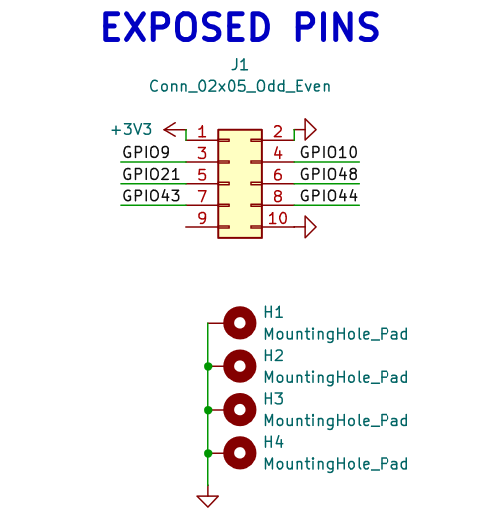 EXPOSED PINS
J1
Conn_02x05_Odd_Even
+3V3 1 2
GPIO9 3 4 GPIO10
GPIO21 5 6 GPIO48
GPIO43 7 8 GPIO44
9 10
H1
MountingHole_Pad
H2
MountingHole_Pad
H3
MountingHole_Pad
H4
MountingHole_Pad